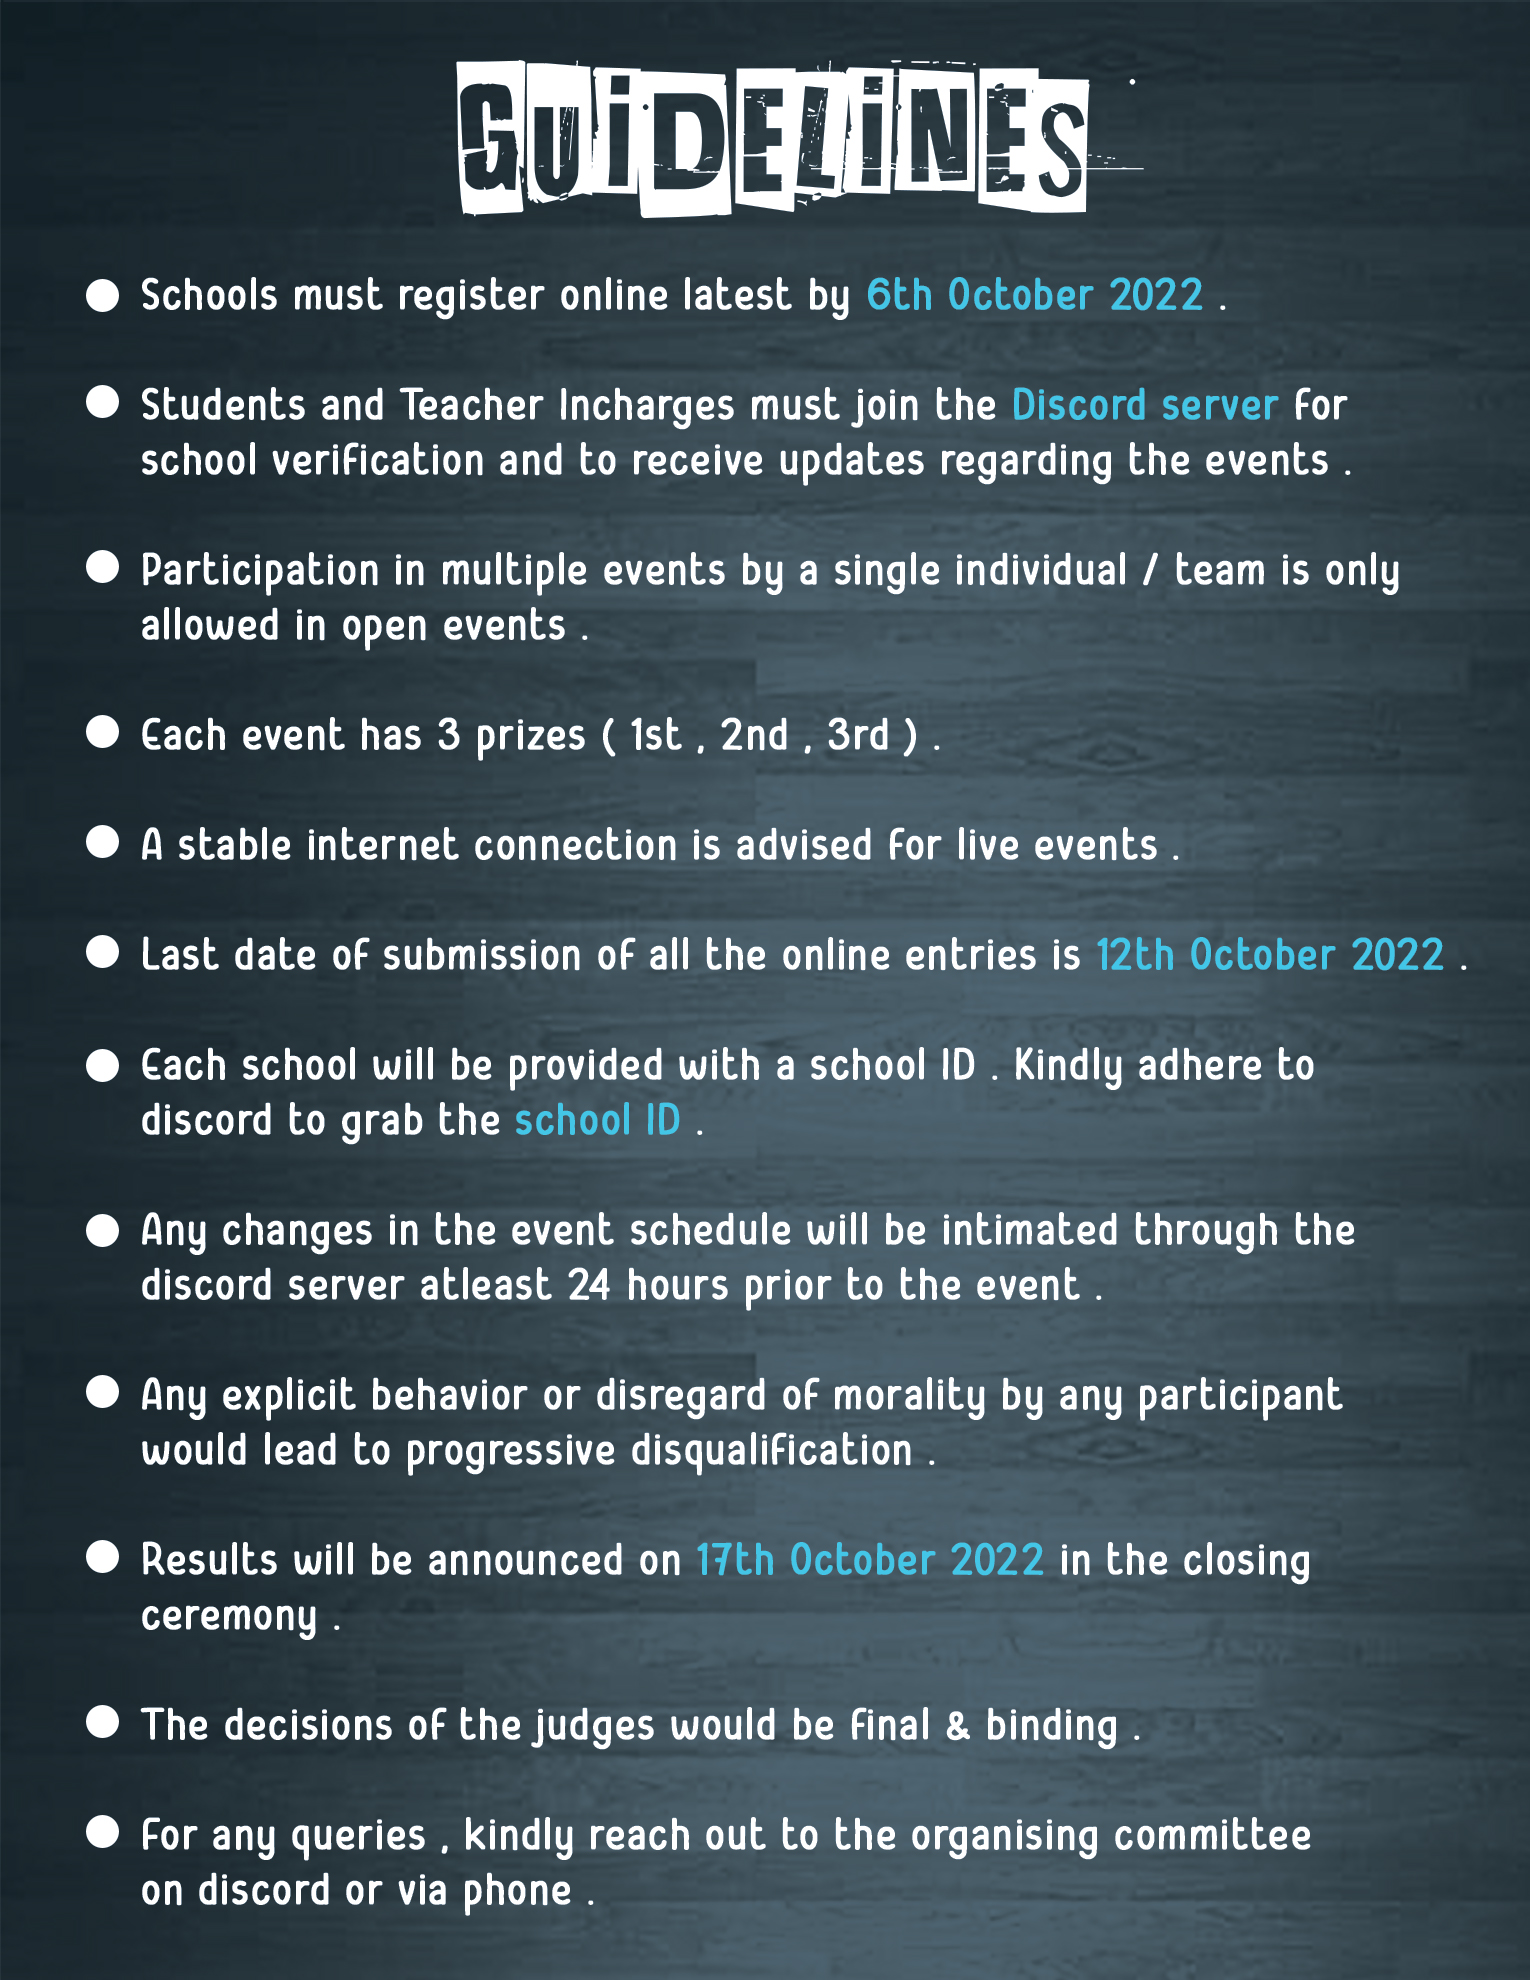 GUiDELiNES
● Schools must register online latest by 6th October 2022 .
● Students and Teacher Incharges must join the Discord server for
school verification and to receive updates regarding the events .
● Participation in multiple events by a single individual / team is only
allowed in open events .
● Each event has 3 prizes ( 1st , 2nd , 3rd ) .
● A stable internet connection is advised for live events .
● Last date of submission of all the online entries is 12th October 2022 .
● Each school will be provided with a school ID . Kindly adhere to
discord to grab the school ID .
● Any changes in the event schedule will be intimated through the
discord server atleast 24 hours prior to the event .
● Any explicit behavior or disregard of morality by any participant
would lead to progressive disqualification .
● Results will be announced on 17th October 2022 in the closing
ceremony .
● The decisions of the judges would be final & binding .
● For any queries , kindly reach out to the organising committee
on discord or via phone .